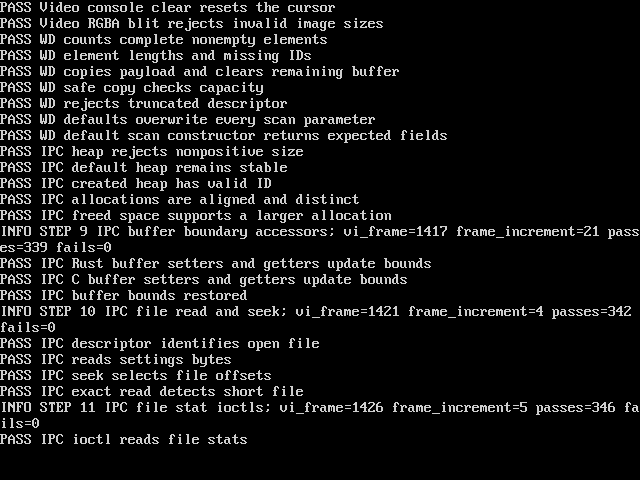 PASS Video console clear resets the cursor
PASS Video RGBA blit rejects invalid image sizes
PASS WD counts complete nonempty elements
PASS WD element lengths and missing IDs
PASS WD copies payload and clears remaining buffer
PASS WD safe copy checks capacity
PASS WD rejects truncated descriptor
PASS WD defaults overwrite every scan parameter
PASS WD default scan constructor returns expected fields
PASS IPC heap rejects nonpositive size
PASS IPC default heap remains stable
PASS IPC created heap has valid ID
PASS IPC allocations are aligned and distinct
PASS IPC freed space supports a larger allocation
INFO STEP 9 IPC buffer boundary accessors; vi_frame=1417 frame_increment=21 pass
es=339 fails=0
PASS IPC Rust buffer setters and getters update bounds
PASS IPC C buffer setters and getters update bounds
PASS IPC buffer bounds restored
INFO STEP 10 IPC file read and seek; vi_frame=1421 frame_increment=4 passes=342
fails=0
PASS IPC descriptor identifies open file
PASS IPC reads settings bytes
PASS IPC seek selects file offsets
PASS IPC exact read detects short file
INFO STEP 11 IPC file stat ioctls; vi_frame=1426 frame_increment=5 passes=346 fa
ils=0
PASS IPC ioctl reads file stats